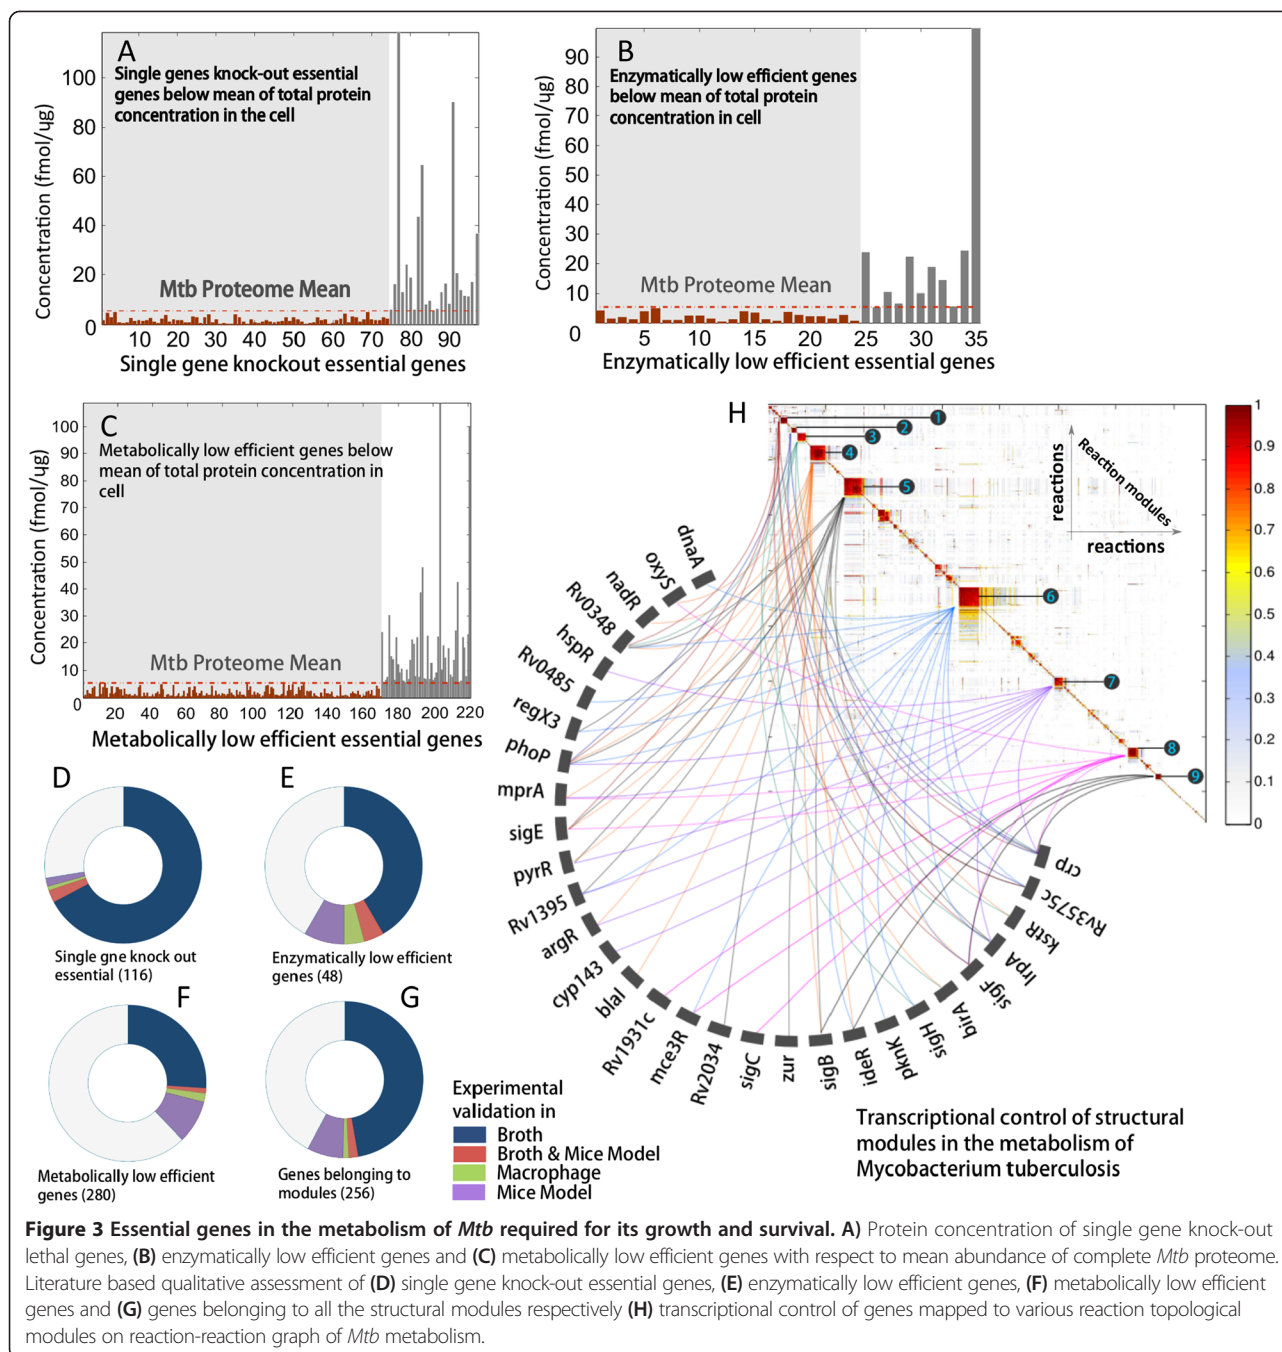 A
Single genes knock-out essential
genes below mean of total protein
concentration in the cell
Concentration (fmol/ųg)
100
80
60
40
20
0
Mtb Proteome Mean
10 20 30 40 50 60 70 80 90
Single gene knockout essential genes
B
Enzymatically low efficient genes
below mean of total protein
concentration in cell
Concentration (fmol/ųg)
90
80
70
60
50
40
30
20
10
0
Mtb Proteome Mean
5 10 15 20 25 30 35
Enzymatically low efficient essential genes
C
Metabolically low efficient genes below
mean of total protein concentration in
cell
Concentration (fmol/ųg)
100
90
80
70
60
50
40
30
20
10
0
Mtb Proteome Mean
20 40 60 80 100 120 140 160 180 200 220
Metabolically low efficient essential genes
D
Single gne knock out
essential (116)
E
Enzymatically low efficient
genes (48)
F
Metabolically low efficient
genes (280)
G
Genes belonging to
modules (256)
Experimental
validation in
Broth
Broth & Mice Model
Macrophage
Mice Model
H
1
2
3
4
5
6
7
8
9
reactions
Reaction modules
reactions
1
0.9
0.8
0.7
0.6
0.5
0.4
0.3
0.2
0.1
0
dnaA
oxyS
nadR
Rv0348
hspR
Rv0485
regX3
phoP
mprA
sigE
pyrR
Rv1395
argR
cyp143
blaI
Rv1931c
mce3R
Rv2034
sigC
zur
sigB
ideR
pknK
sigH
birA
sigF
lrpA
kstR
Rv3575c
crp
Transcriptional control of structural
modules in the metabolism of
Mycobacterium tuberculosis
Figure 3 Essential genes in the metabolism of Mtb required for its growth and survival. A) Protein concentration of single gene knock-out
lethal genes, (B) enzymatically low efficient genes and (C) metabolically low efficient genes with respect to mean abundance of complete Mtb proteome.
Literature based qualitative assessment of (D) single gene knock-out essential genes, (E) enzymatically low efficient genes, (F) metabolically low efficient
genes and (G) genes belonging to all the structural modules respectively (H) transcriptional control of genes mapped to various reaction topological
modules on reaction-reaction graph of Mtb metabolism.